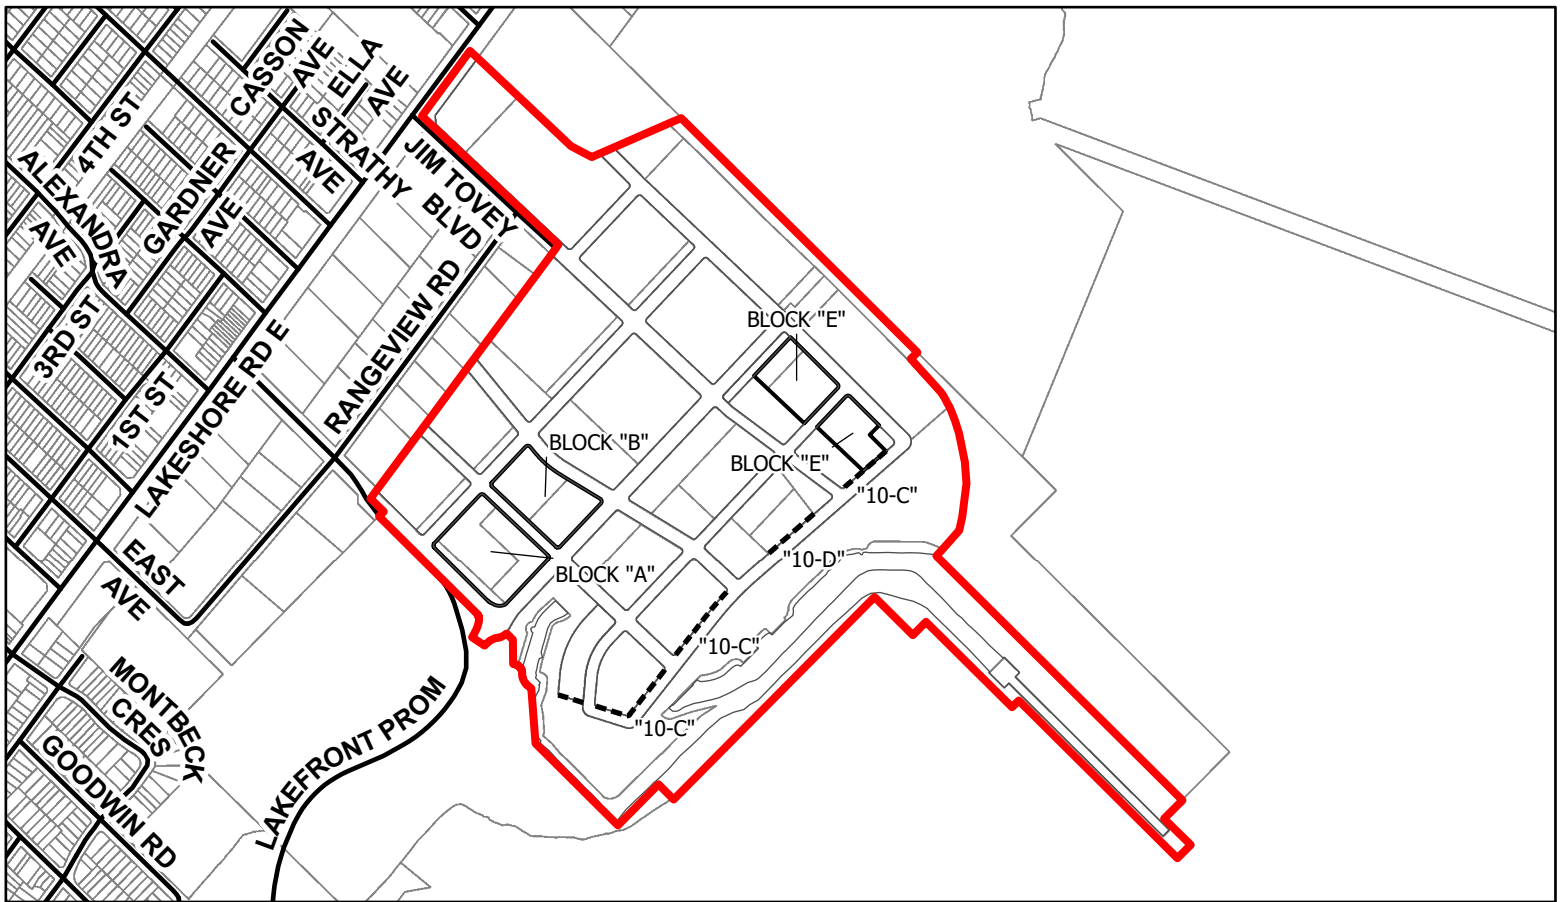 CASSON
AVE
ELLA
AVE
4TH ST
STRATHY
AVE
JIM TOVEY
BLVD
ALEXANDRA
AVE
GARDNER
AVE
RANGEVIEW RD
3RD ST
1ST ST
LAKESHORE RD E
BLOCK "E"
BLOCK "B"
BLOCK "E"
"10-C"
"10-D"
BLOCK "A"
EAST
AVE
"10-C"
"10-C"
MONTBECK
CRES
LAKEFRONT PROM
GOODWIN RD